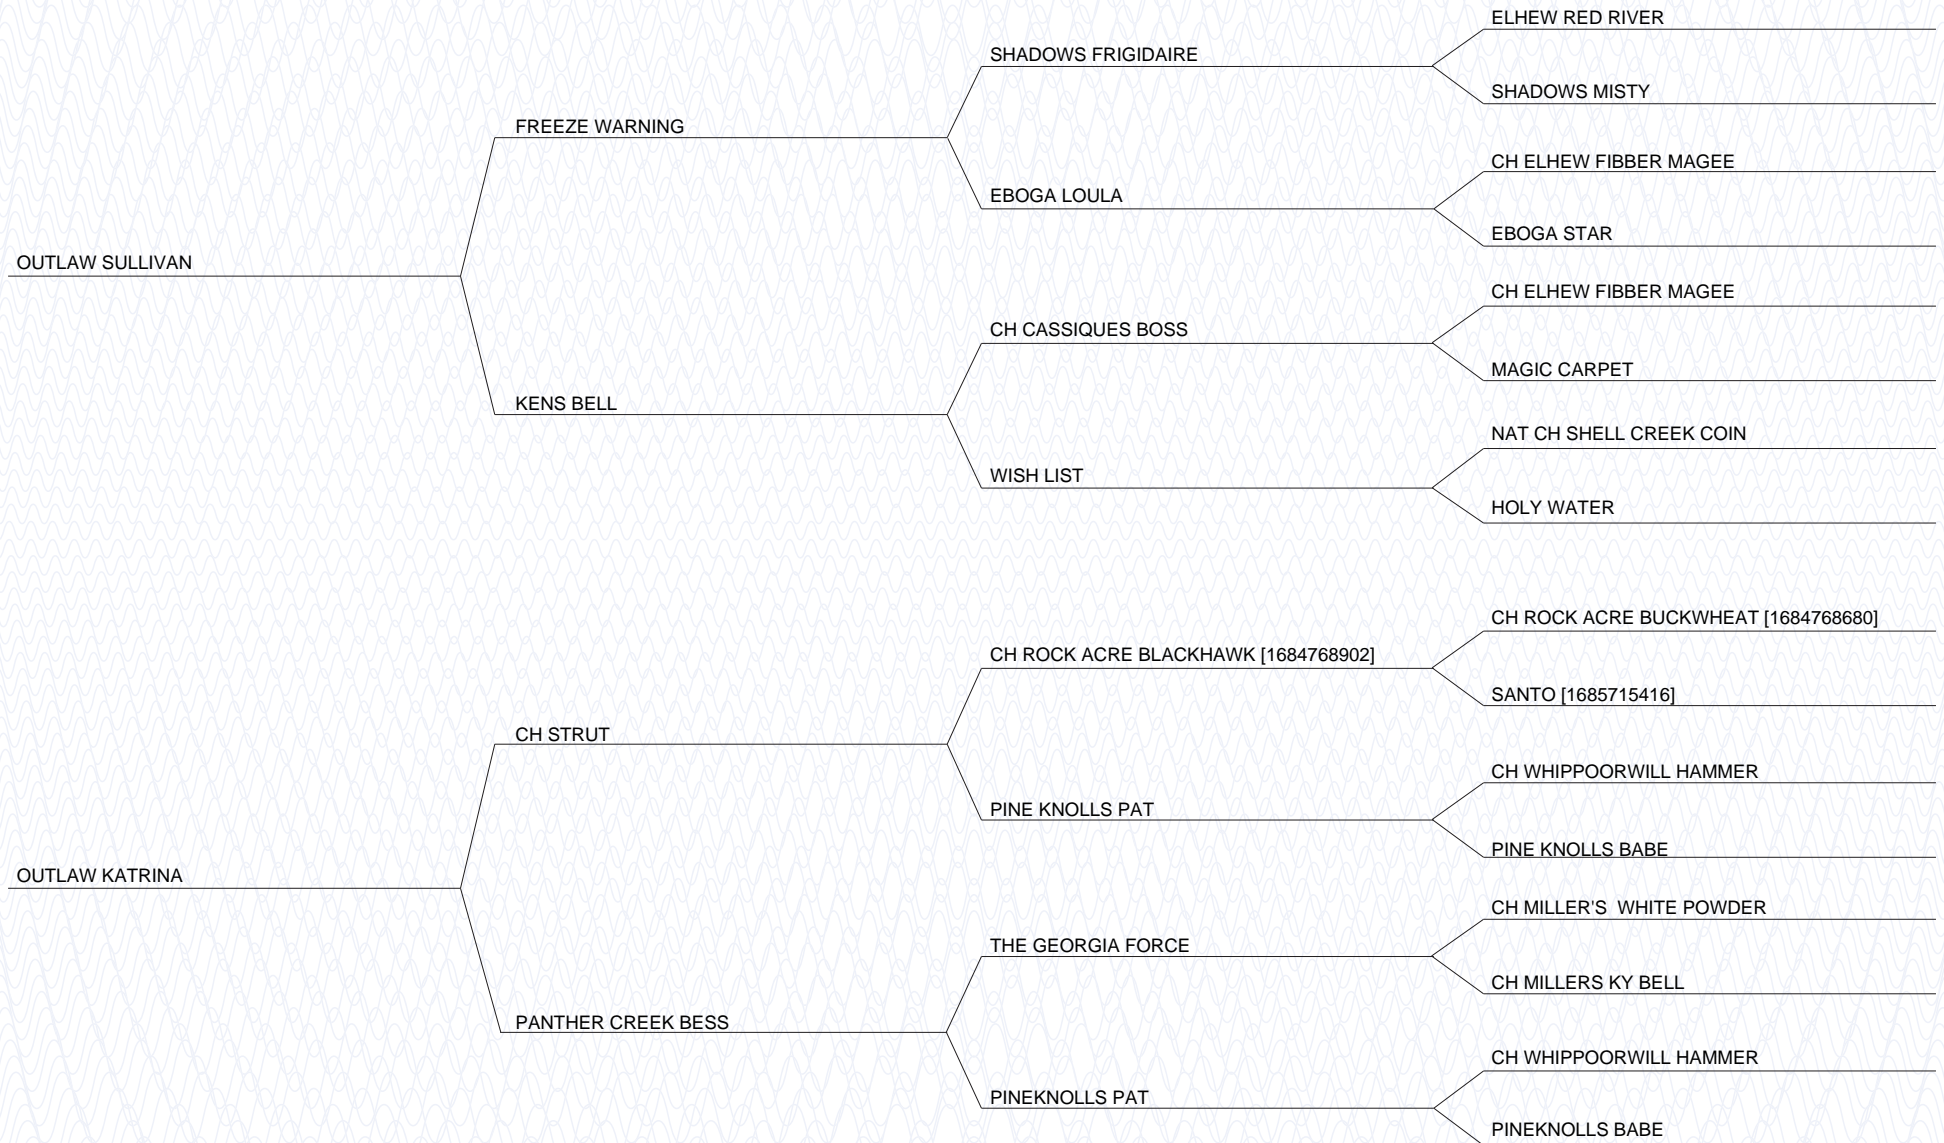 ELHEW RED RIVER
SHADOWS FRIGIDAIRE
SHADOWS MISTY
FREEZE WARNING
CH ELHEW FIBBER MAGEE
EBOGA LOULA
EBOGA STAR
OUTLAW SULLIVAN
CH ELHEW FIBBER MAGEE
CH CASSIQUES BOSS
MAGIC CARPET
KENS BELL
NAT CH SHELL CREEK COIN
WISH LIST
HOLY WATER
CH ROCK ACRE BUCKWHEAT [1684768680]
CH ROCK ACRE BLACKHAWK [1684768902]
SANTO [1685715416]
CH STRUT
CH WHIPPOORWILL HAMMER
PINE KNOLLS PAT
PINE KNOLLS BABE
OUTLAW KATRINA
CH MILLER'S  WHITE POWDER
THE GEORGIA FORCE
CH MILLERS KY BELL
PANTHER CREEK BESS
CH WHIPPOORWILL HAMMER
PINEKNOLLS PAT
PINEKNOLLS BABE